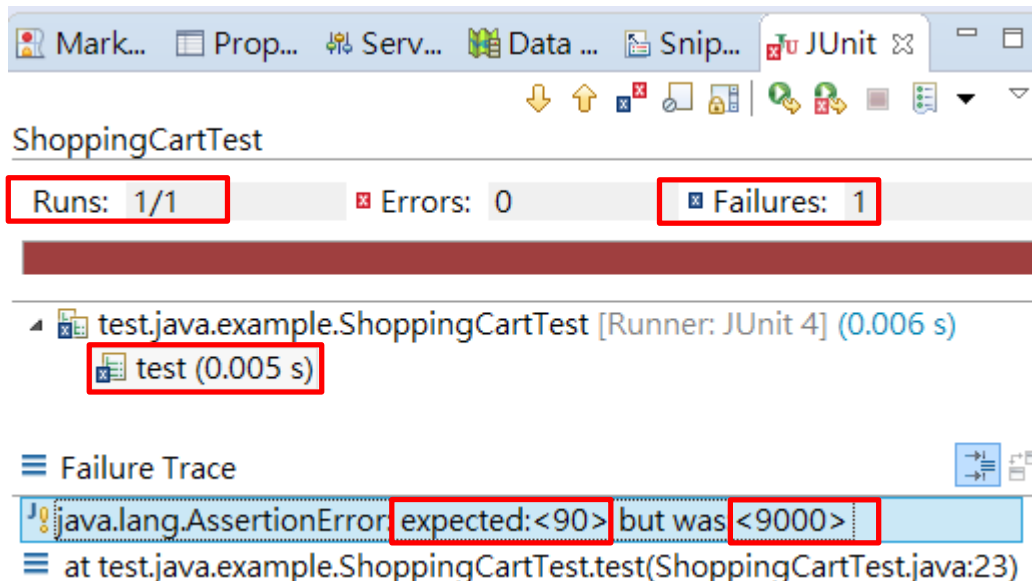 Mark... Prop... Serv... Data ... Snip... JUnit
ShoppingCartTest
Runs: 1/1 Errors: 0 Failures: 1
test.java.example.ShoppingCartTest [Runner: JUnit 4] (0.006 s)
test (0.005 s)
Failure Trace
java.lang.AssertionError: expected:<90> but was:<9000>
at test.java.example.ShoppingCartTest.test(ShoppingCartTest.java:23)